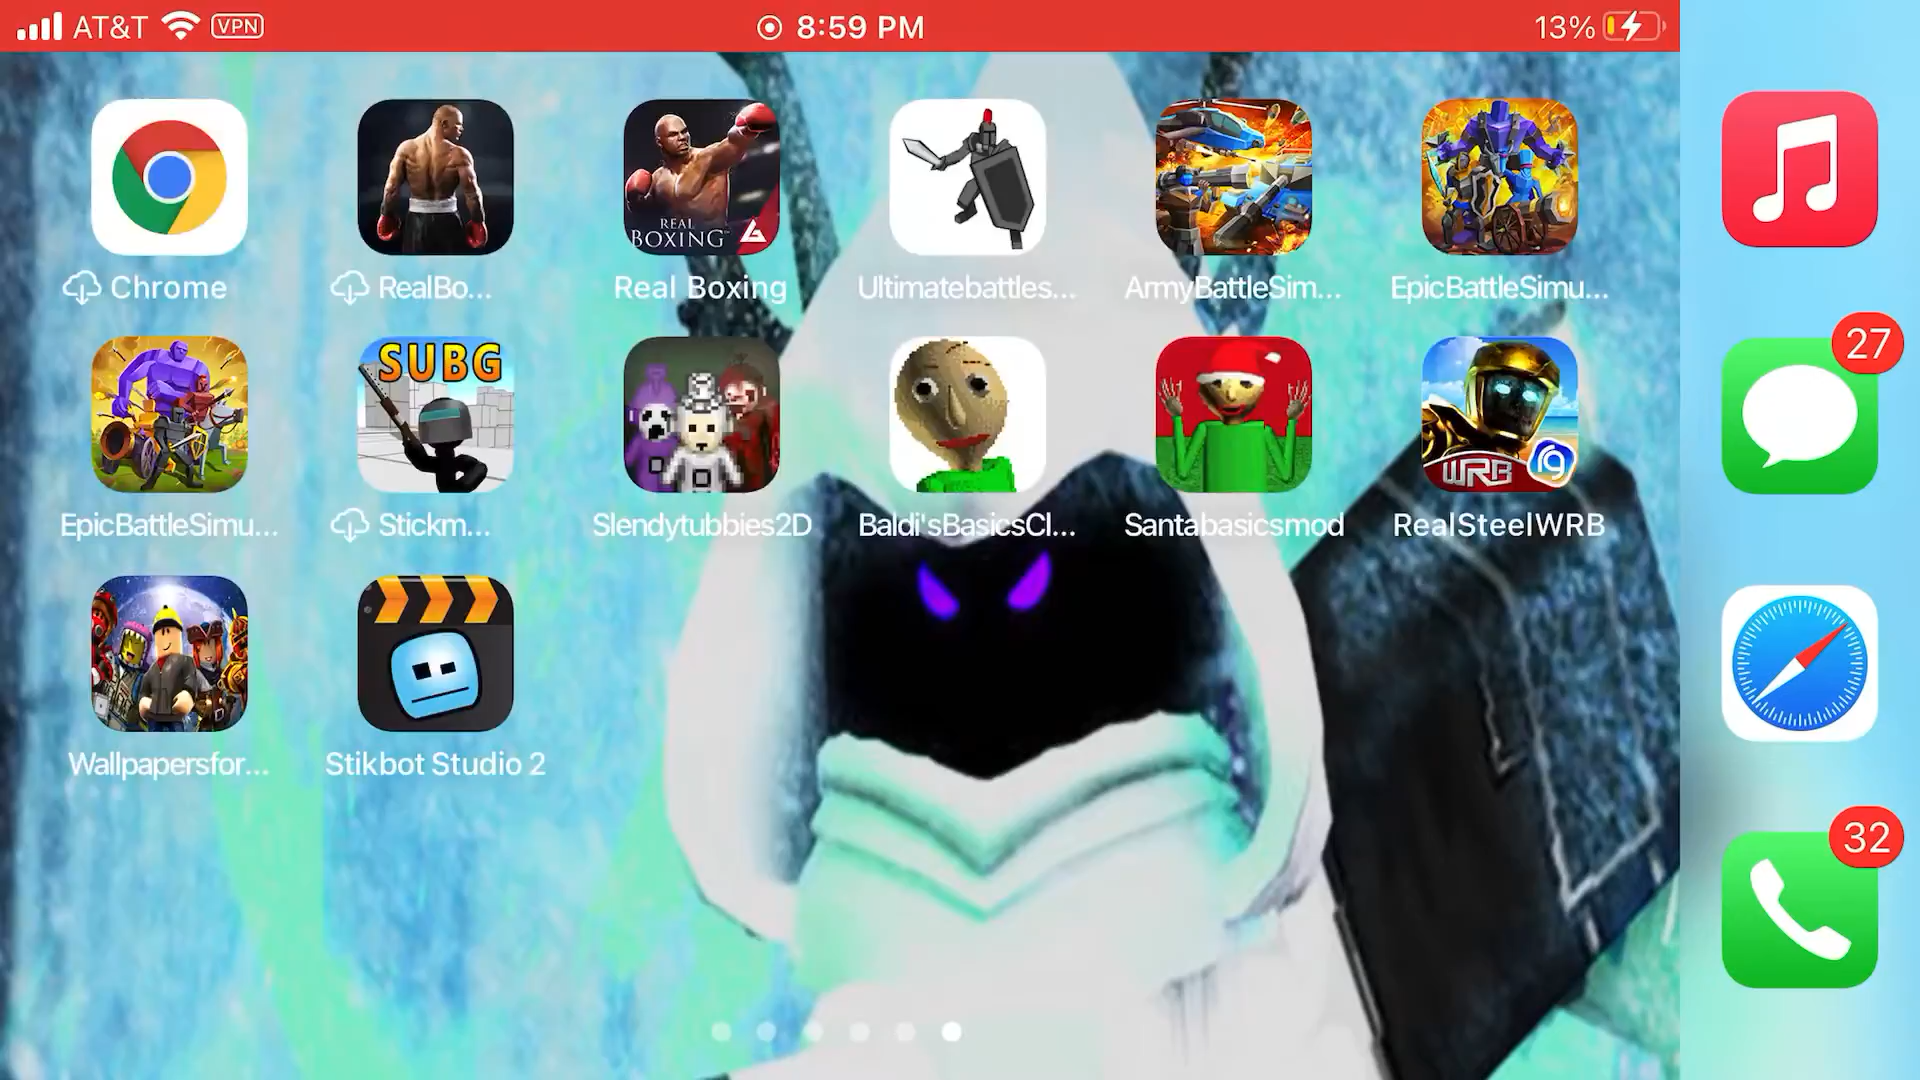 AT&T VPN 8:59 PM 13%
REAL
BOXING
Chrome RealBo... Real Boxing Ultimatebattles... ArmyBattleSim... EpicBattleSimu...
27
SUBG
WRB
EpicBattleSimu... Stickm... Slendytubbies2D Baldi'sBasicsCl... Santabasicsmod RealSteelWRB
Wallpapersfor... Stikbot Studio 2
32